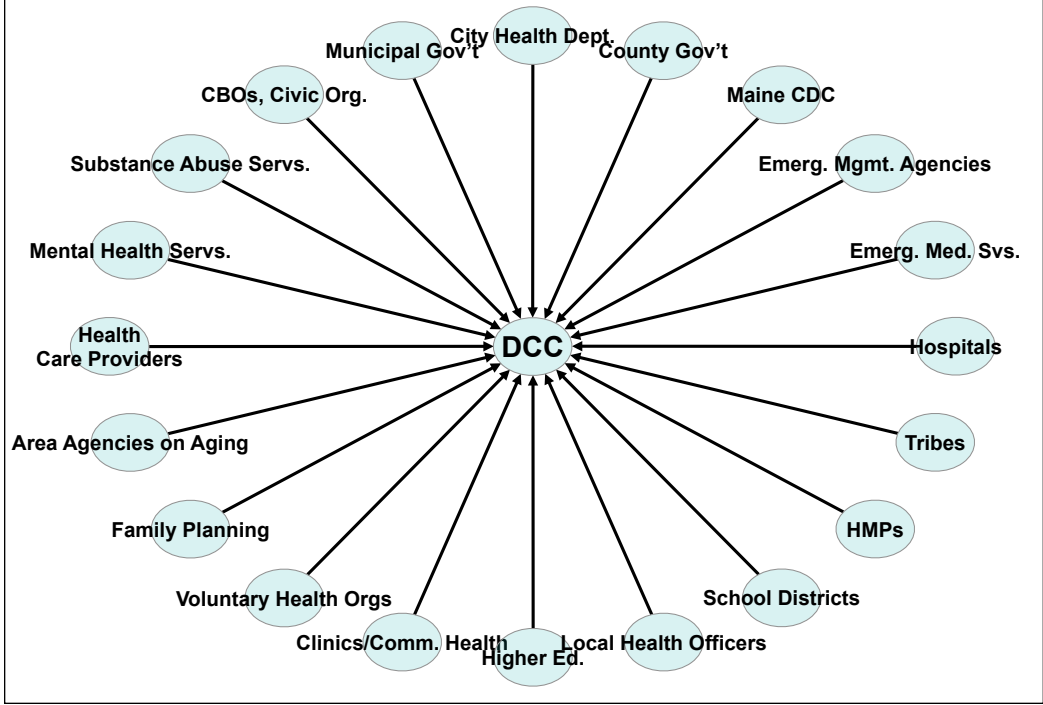 City Health Dept.
Municipal Gov't
County Gov't
CBOs, Civic Org.
Maine CDC
Substance Abuse Servs.
Emerg. Mgmt. Agencies
Mental Health Servs.
Emerg. Med. Svs.
Health
Care Providers
DCC
Hospitals
Area Agencies on Aging
Tribes
Family Planning
HMPs
Voluntary Health Orgs
School Districts
Clinics/Comm. Health
Higher Ed.
Local Health Officers